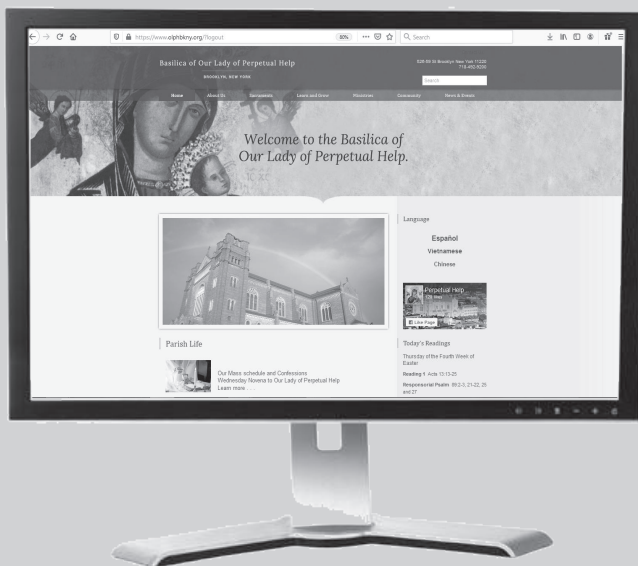 https://www.olphbkny.org/?logout
50%
Search
Basilica of Our Lady of Perpetual Help
BROOKLYN, NEW YORK
Search
Home About Us Sacraments Learn and Grow Ministries Community News & Events
Welcome to the Basilica of
Our Lady of Perpetual Help.
Language
Español
Vietnamese
Chinese
Perpetual Help
Like Page
Parish Life
Our Mass schedule and Confessions
Wednesday Novena to Our Lady of Perpetual Help
Learn more . . .
Today's Readings
Thursday of the Fourth Week of
Easter
Reading 1 Acts 13:13-25
Responsorial Psalm 89:2-3, 21-22, 25
and 27